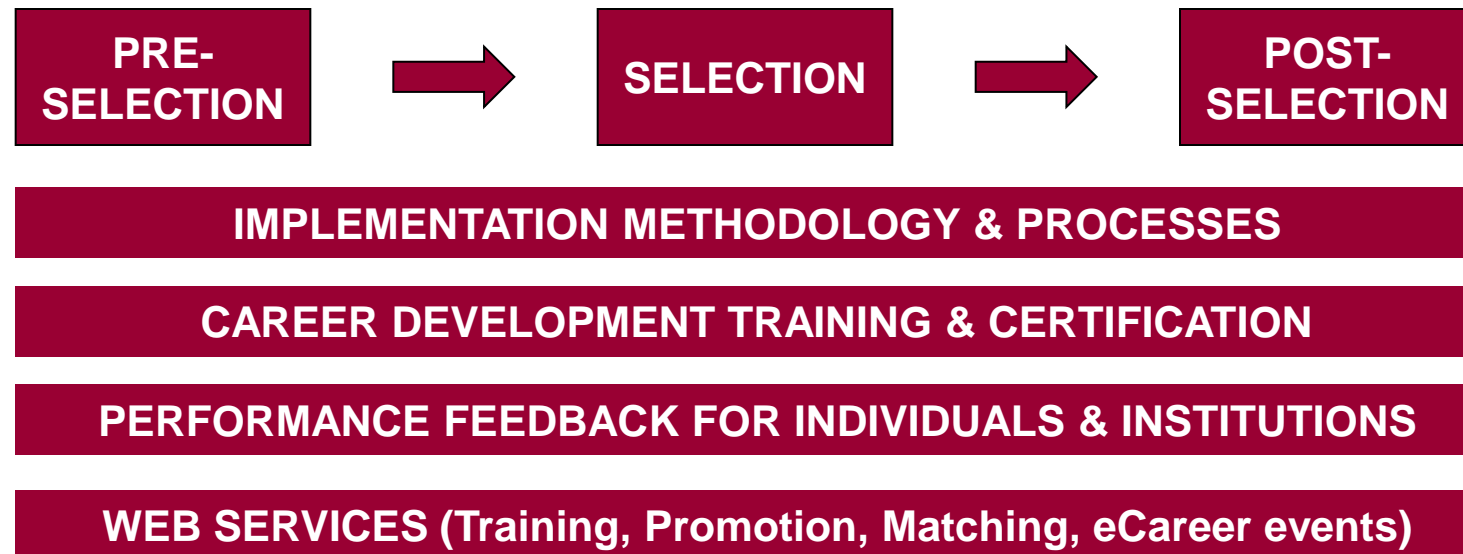 PRE-
SELECTION
SELECTION
POST-
SELECTION
IMPLEMENTATION METHODOLOGY & PROCESSES
CAREER DEVELOPMENT TRAINING & CERTIFICATION
PERFORMANCE FEEDBACK FOR INDIVIDUALS & INSTITUTIONS
WEB SERVICES (Training, Promotion, Matching, eCareer events)